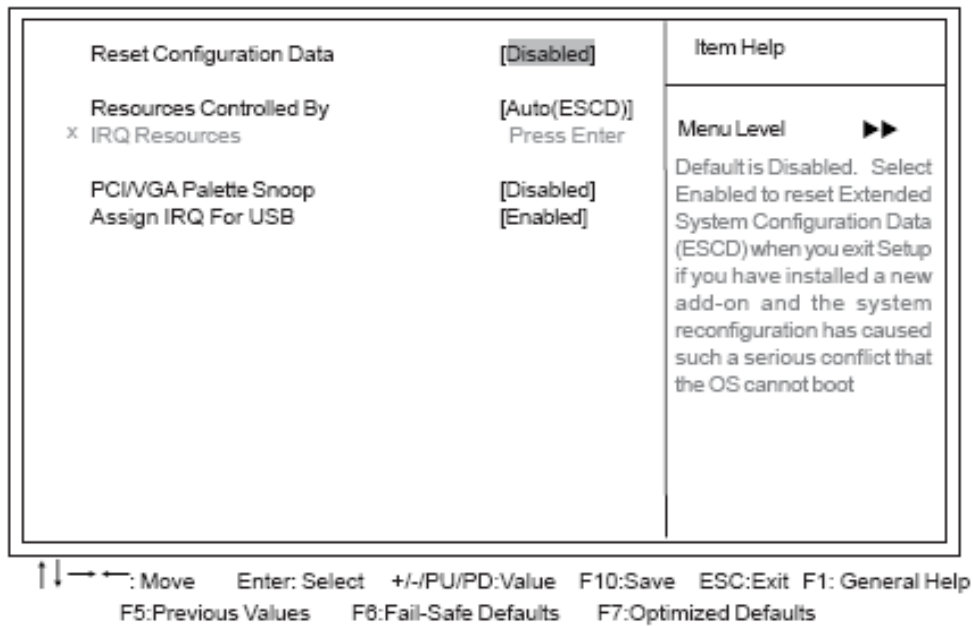 Reset Configuration Data [Disabled]
Resources Controlled By [Auto(ESCD)]
x IRQ Resources Press Enter
PCI/VGA Palette Snoop [Disabled]
Assign IRQ For USB [Enabled]
Item Help
Menu Level ▶▶
Default is Disabled. Select
Enabled to reset Extended
System Configuration Data
(ESCD) when you exit Setup
if you have installed a new
add-on and the system
reconfiguration has caused
such a serious conflict that
the OS cannot boot
↑↓→←: Move Enter: Select +/-/PU/PD:Value F10:Save ESC:Exit F1: General Help
F5:Previous Values F6:Fail-Safe Defaults F7:Optimized Defaults